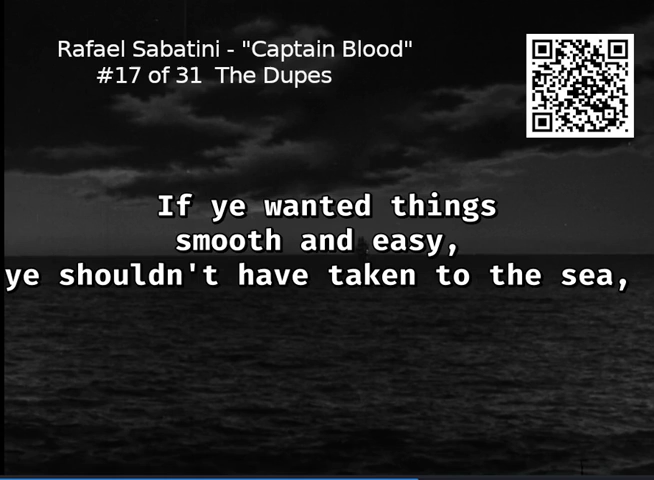 Rafael Sabatini - "Captain Blood"
#17 of 31 The Dupes
If ye wanted things
smooth and easy,
ye shouldn't have taken to the sea,